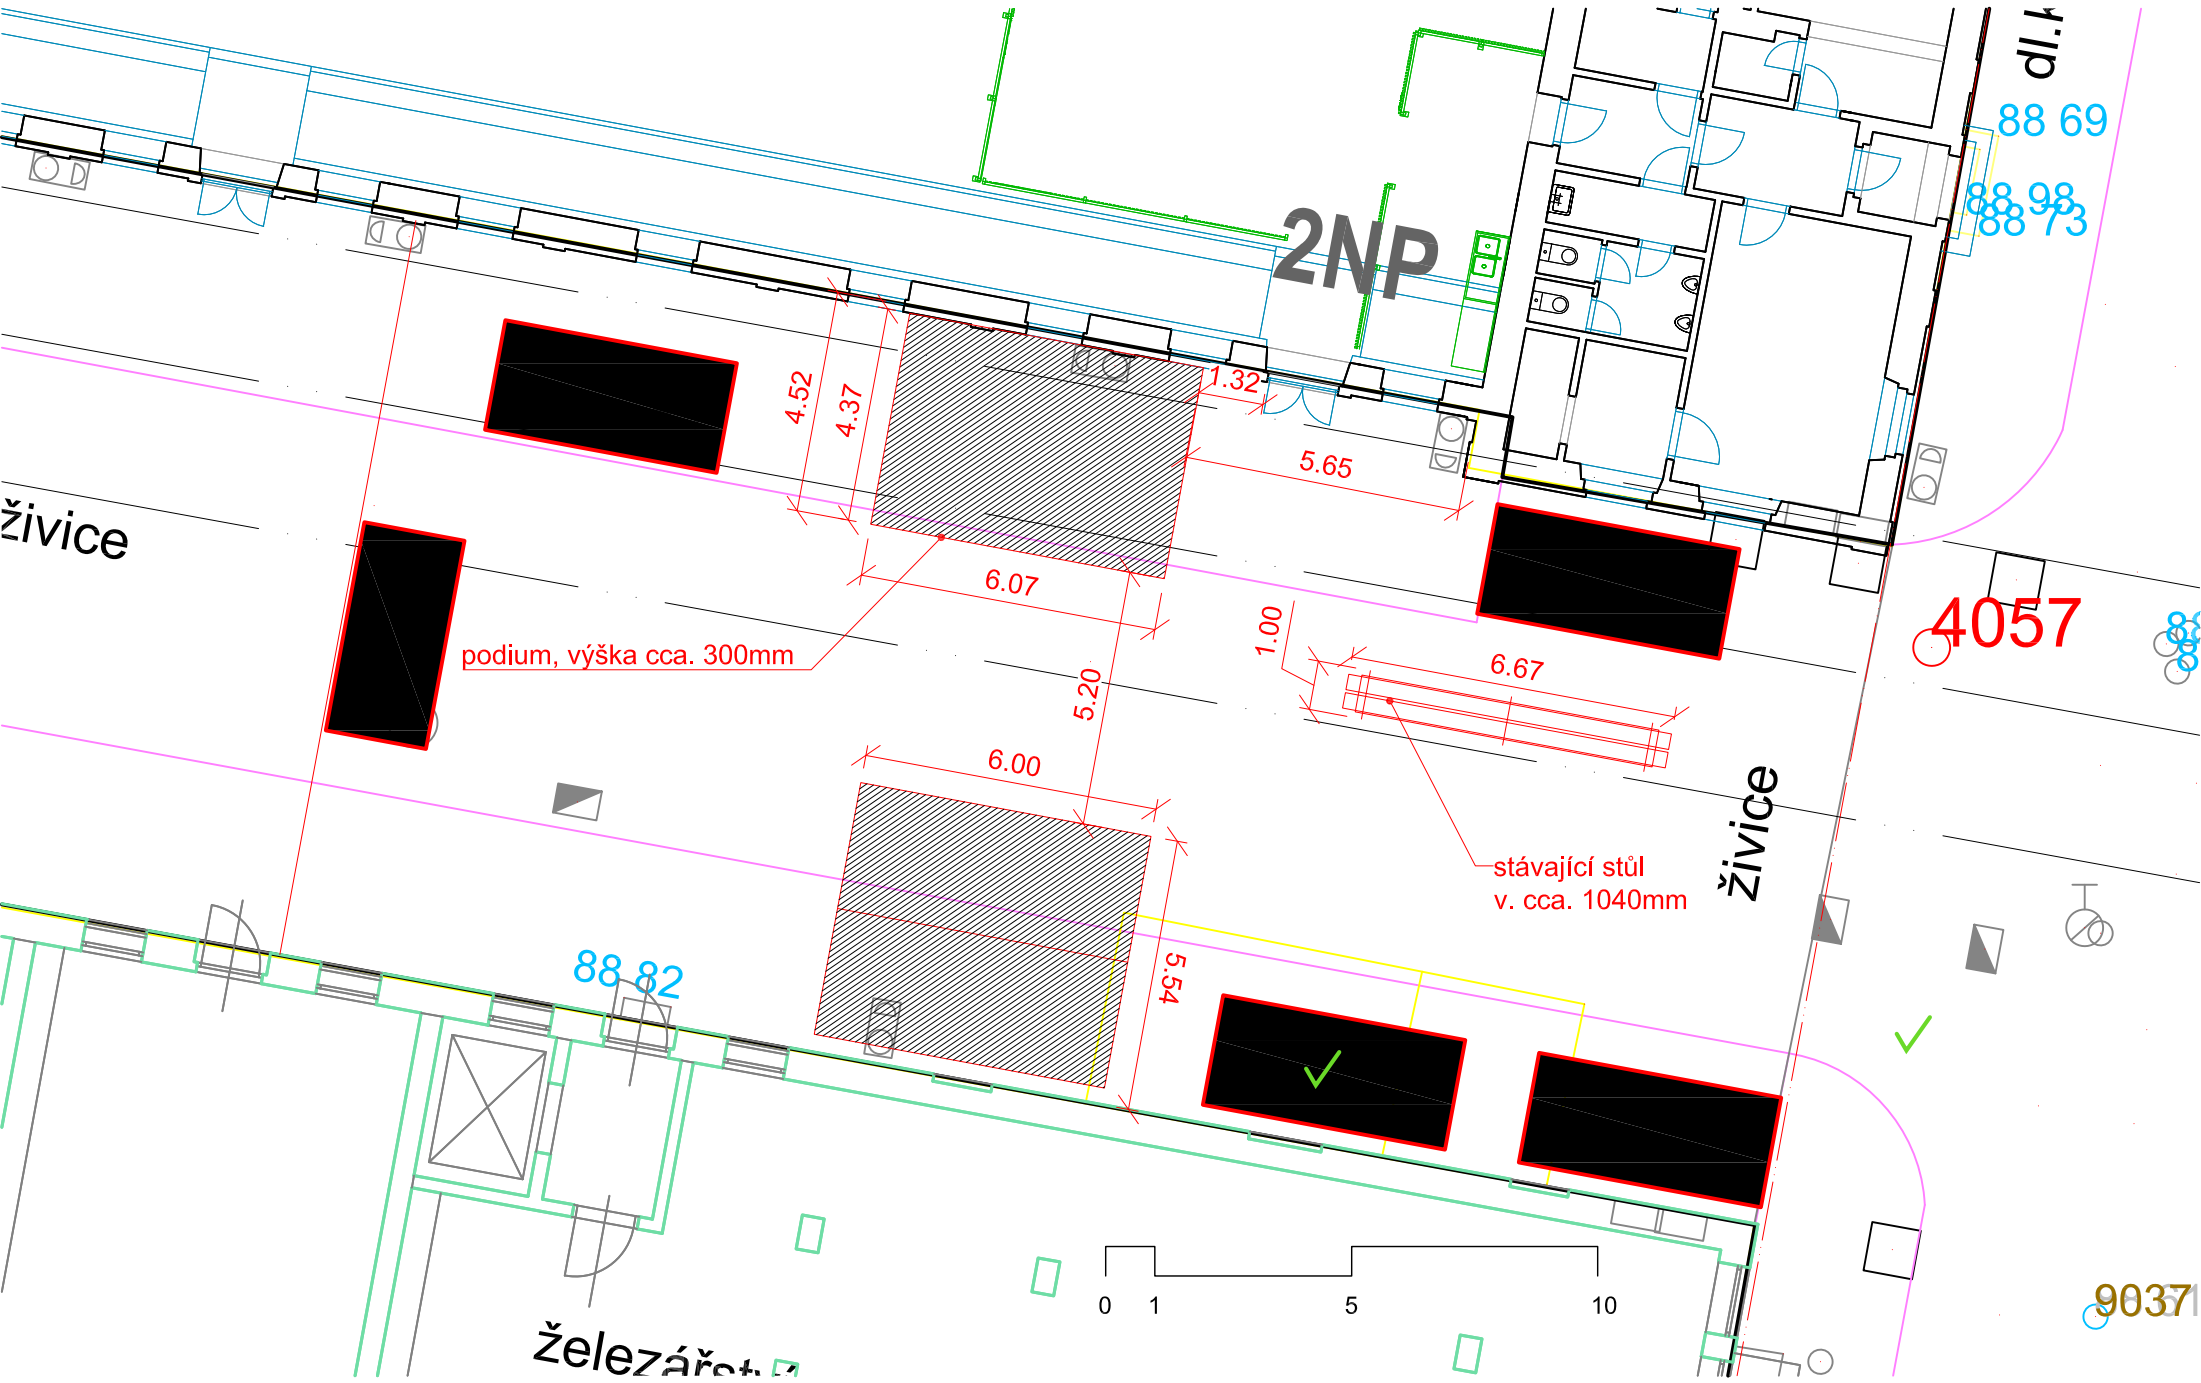 dl.k
88 69
88 98
88 73
2NP
1.32
4.52
4.37
5.65
živice
6.07
1.00
4057
podium, výška cca. 300mm
6.67
5.20
6.00
živice
stávající stůl
v. cca. 1040mm
5.54
88 82
0 1 5 10
9037
železářství